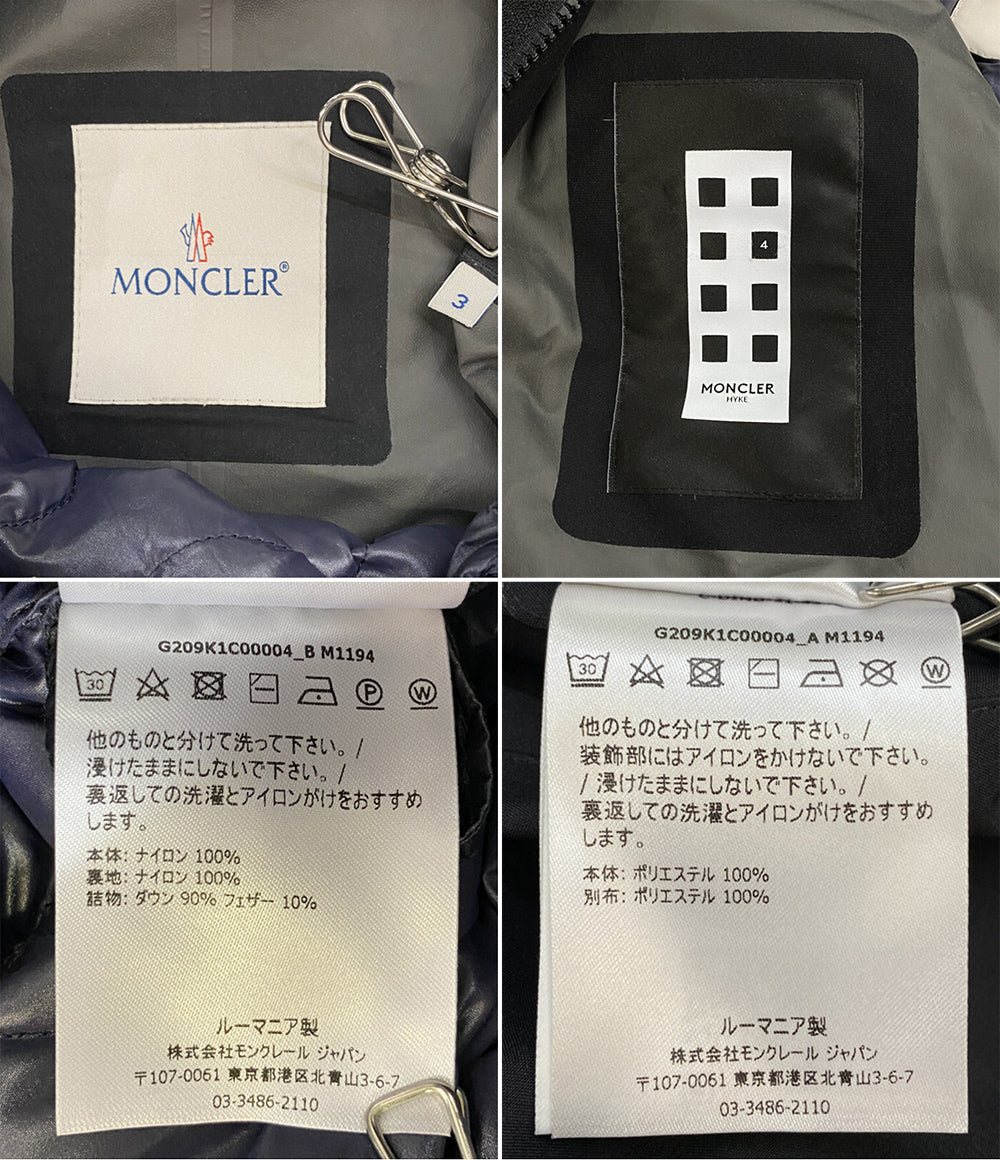 MONCLER®
3
4
MONCLER
HYKE
G209K1C00004_B M1194
30
P
W
他のものと分けて洗って下さい。/
浸けたままにしないで下さい。/
裏返しての洗濯とアイロンがけをおすすめ
します。
本体: ナイロン 100%
裏地: ナイロン 100%
詰物: ダウン 90% フェザー 10%
ルーマニア製
株式会社モンクレール ジャパン
〒107-0061 東京都港区北青山3-6-7
03-3486-2110
G209K1C00004_A M1194
30
W
他のものと分けて洗って下さい。/
装飾部にはアイロンをかけないで下さい。
/ 浸けたままにしないで下さい。/
裏返しての洗濯とアイロンがけをおすすめ
します。
本体: ポリエステル 100%
別布: ポリエステル 100%
ルーマニア製
株式会社モンクレール ジャパン
〒107-0061 東京都港区北青山3-6-7
03-3486-2110